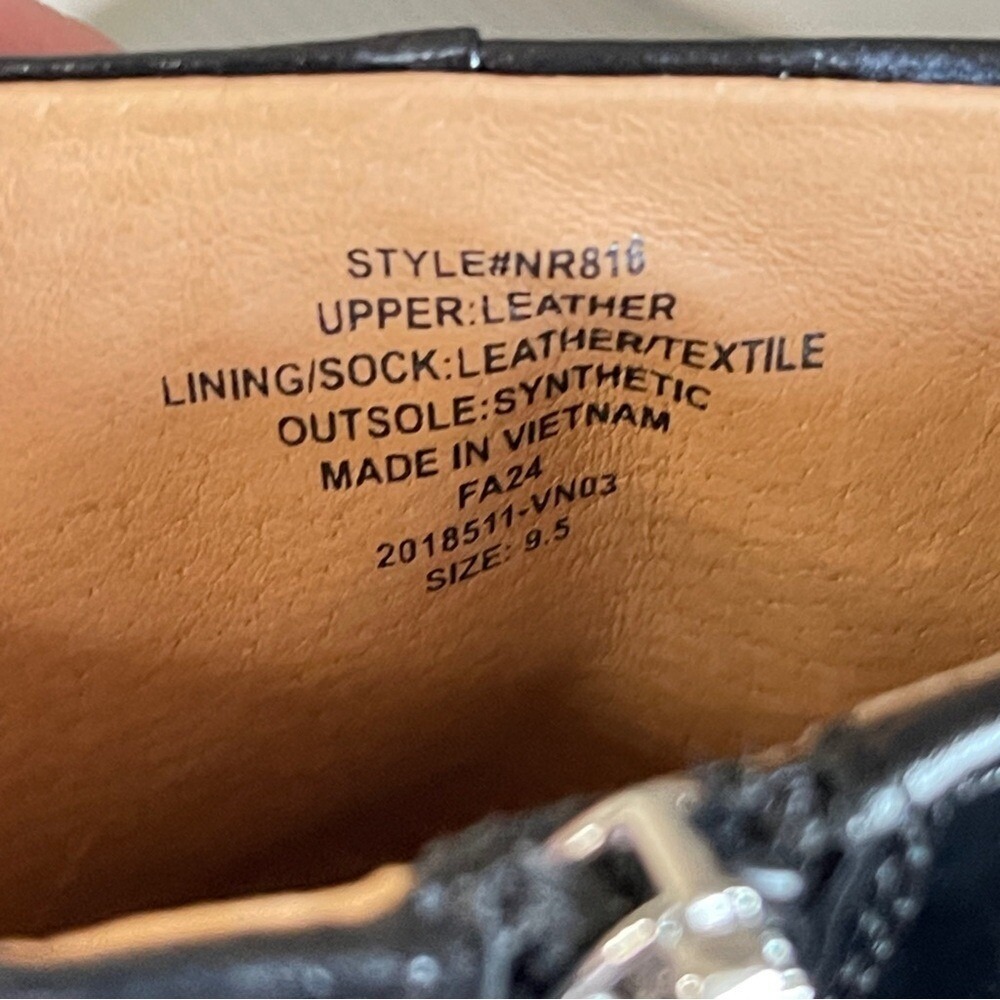 STYLE#NR816
UPPER:LEATHER
LINING/SOCK:LEATHER/TEXTILE
OUTSOLE:SYNTHETIC
MADE IN VIETNAM
FA24
2018511-VN03
SIZE: 9.5